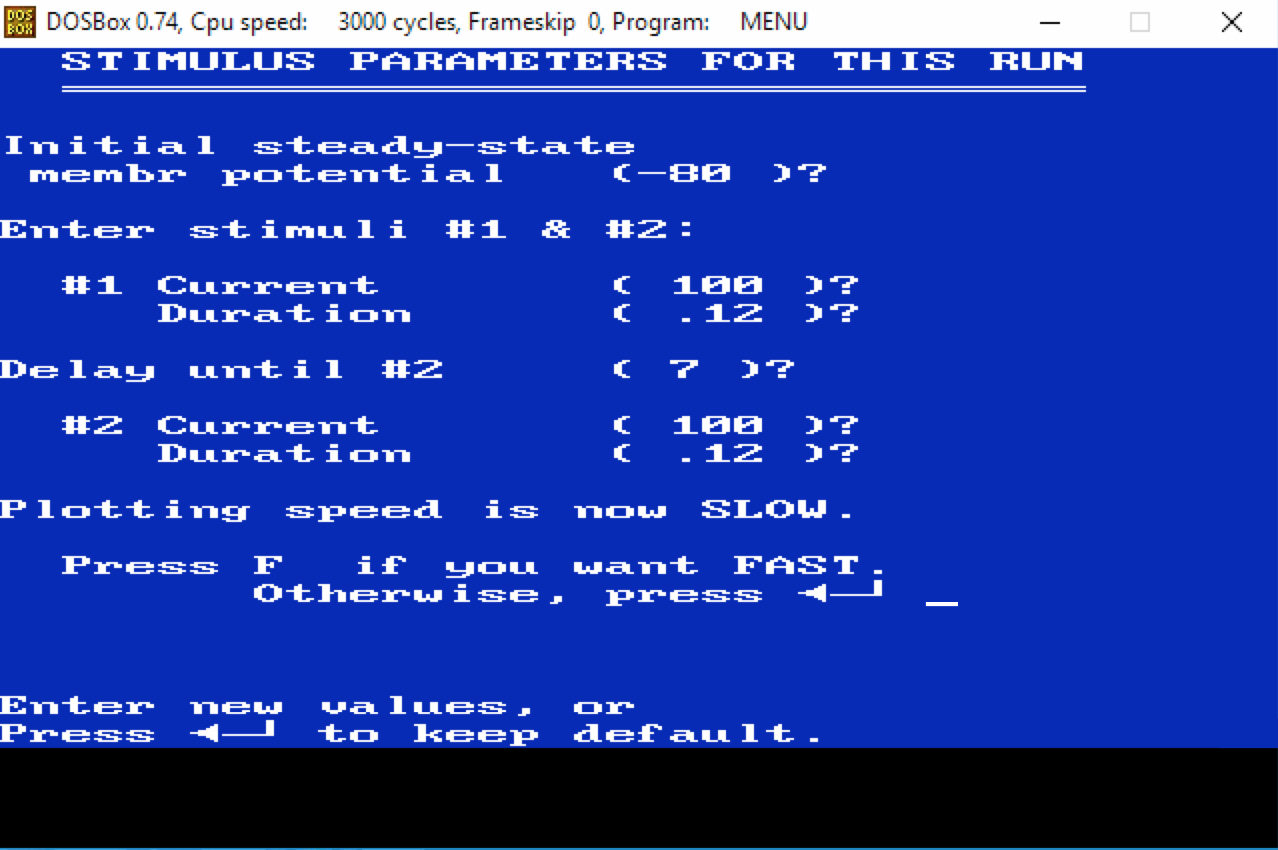 DOS BOX
DOSBox 0.74, Cpu speed: 3000 cycles, Frameskip 0, Program: MENU
STIMULUS PARAMETERS FOR THIS RUN
Initial steady-state
membr potential (-80 )?
Enter stimuli #1 & #2:
#1 Current ( 100 )?
Duration ( .12 )?
Delay until #2 ( 7 )?
#2 Current ( 100 )?
Duration ( .12 )?
Plotting speed is now SLOW.
Press F if you want FAST.
Otherwise, press ◄─┘ _
Enter new values, or
Press ◄─┘ to keep default.